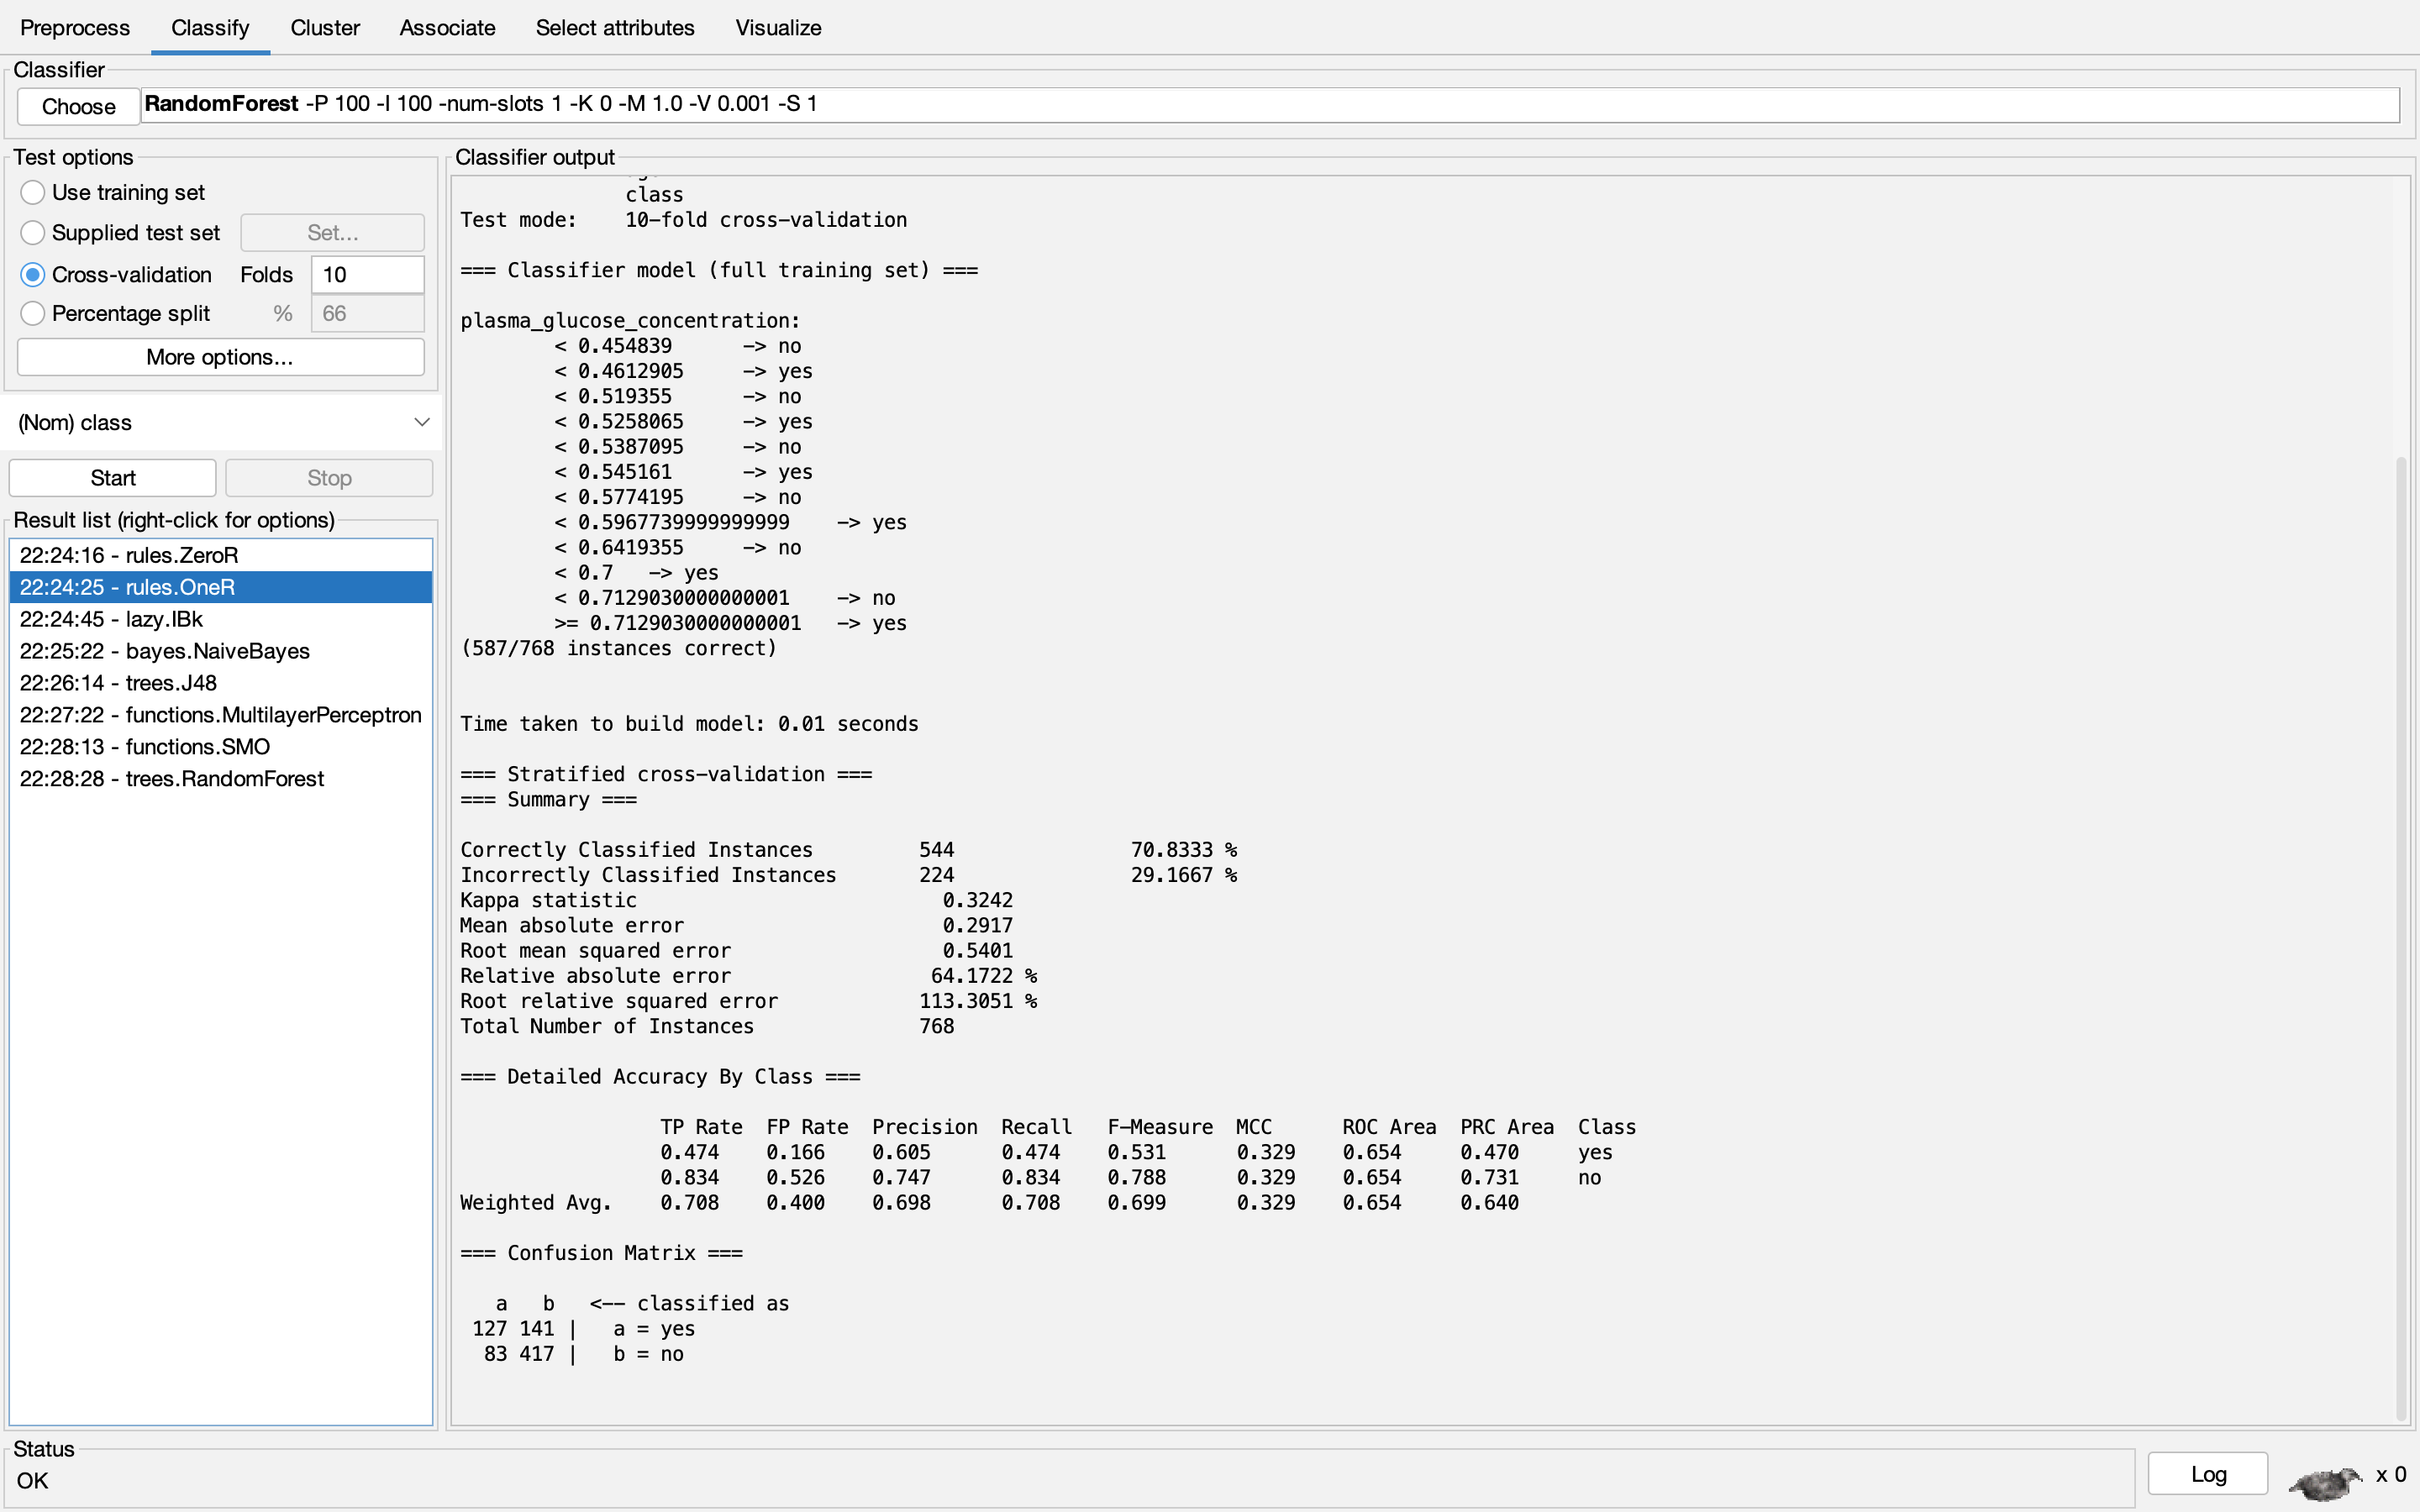 Preprocess Classify Cluster Associate Select attributes Visualize
Classifier
Choose RandomForest -P 100 -I 100 -num-slots 1 -K 0 -M 1.0 -V 0.001 -S 1
Test options
Use training set
Supplied test set Set...
Cross-validation Folds 10
Percentage split % 66
More options...
(Nom) class
Start Stop
Result list (right-click for options)
22:24:16 - rules.ZeroR
22:24:25 - rules.OneR
22:24:45 - lazy.IBk
22:25:22 - bayes.NaiveBayes
22:26:14 - trees.J48
22:27:22 - functions.MultilayerPerceptron
22:28:13 - functions.SMO
22:28:28 - trees.RandomForest
Classifier output
class
Test mode: 10-fold cross-validation
=== Classifier model (full training set) ===
plasma_glucose_concentration:
< 0.454839 -> no
< 0.4612905 -> yes
< 0.519355 -> no
< 0.5258065 -> yes
< 0.5387095 -> no
< 0.545161 -> yes
< 0.5774195 -> no
< 0.5967739999999999 -> yes
< 0.6419355 -> no
< 0.7 -> yes
< 0.7129030000000001 -> no
>= 0.7129030000000001 -> yes
(587/768 instances correct)
Time taken to build model: 0.01 seconds
=== Stratified cross-validation ===
=== Summary ===
Correctly Classified Instances 544 70.8333 %
Incorrectly Classified Instances 224 29.1667 %
Kappa statistic 0.3242
Mean absolute error 0.2917
Root mean squared error 0.5401
Relative absolute error 64.1722 %
Root relative squared error 113.3051 %
Total Number of Instances 768
=== Detailed Accuracy By Class ===
TP Rate FP Rate Precision Recall F-Measure MCC ROC Area PRC Area Class
0.474 0.166 0.605 0.474 0.531 0.329 0.654 0.470 yes
0.834 0.526 0.747 0.834 0.788 0.329 0.654 0.731 no
Weighted Avg. 0.708 0.400 0.698 0.708 0.699 0.329 0.654 0.640
=== Confusion Matrix ===
a b <-- classified as
127 141 | a = yes
83 417 | b = no
Status
OK
Log x 0